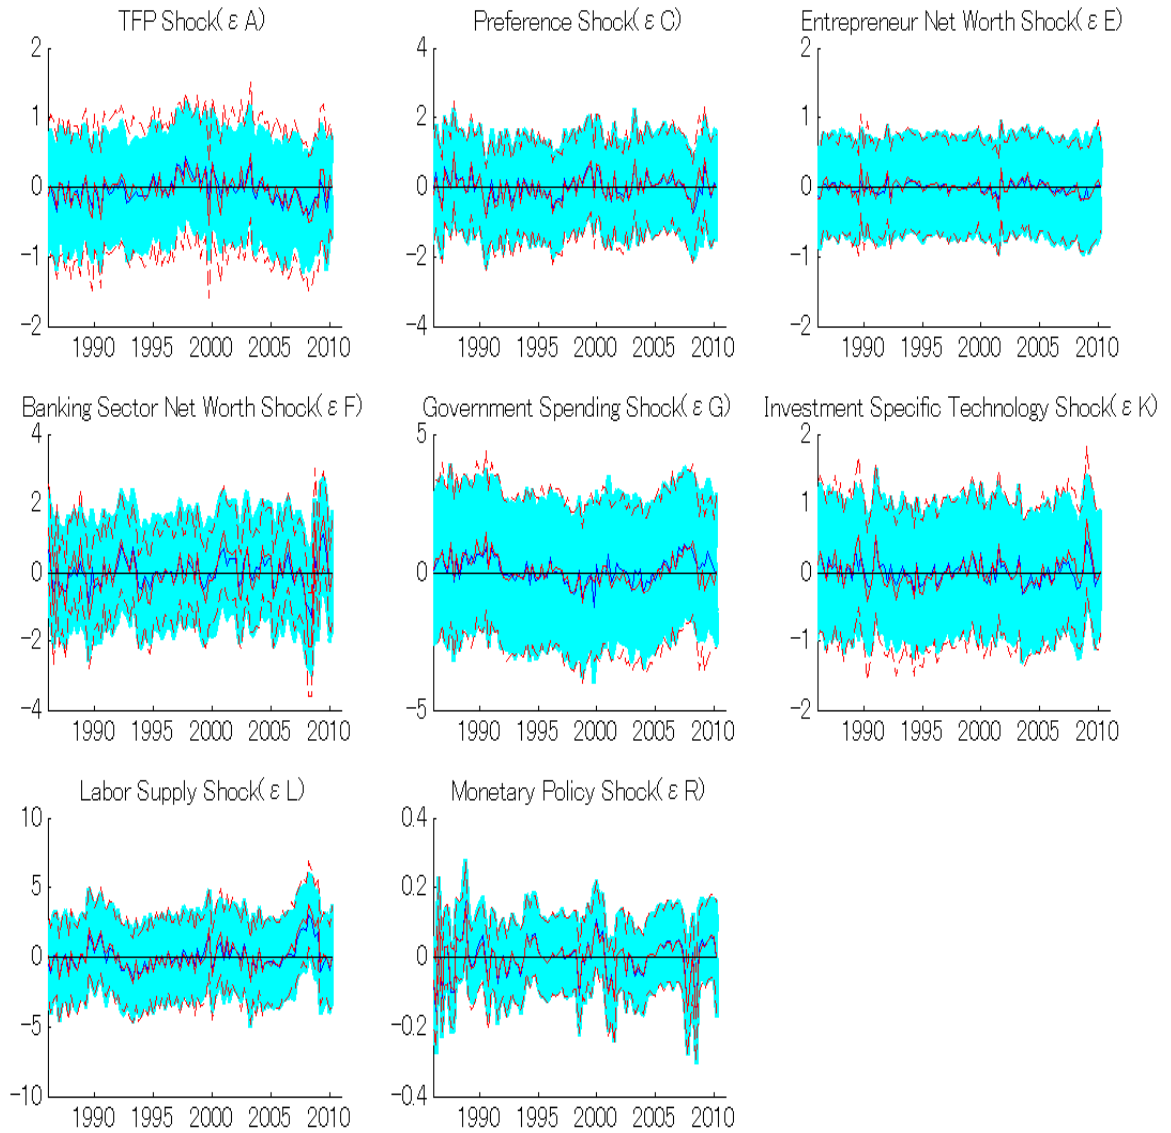 TFP Shock( ε A)
2
1
0
−1
−2
1990 1995 2000 2005 2010
Preference Shock( ε C)
4
2
0
−2
−4
1990 1995 2000 2005 2010
Entrepreneur Net Worth Shock( ε E)
2
1
0
−1
−2
1990 1995 2000 2005 2010
Banking Sector Net Worth Shock( ε F)
4
2
0
−2
−4
1990 1995 2000 2005 2010
Government Spending Shock( ε G)
5
0
−5
1990 1995 2000 2005 2010
Investment Specific Technology Shock( ε K)
2
1
0
−1
−2
1990 1995 2000 2005 2010
Labor Supply Shock( ε L)
10
5
0
−5
−10
1990 1995 2000 2005 2010
Monetary Policy Shock( ε R)
0.4
0.2
0
−0.2
−0.4
1990 1995 2000 2005 2010